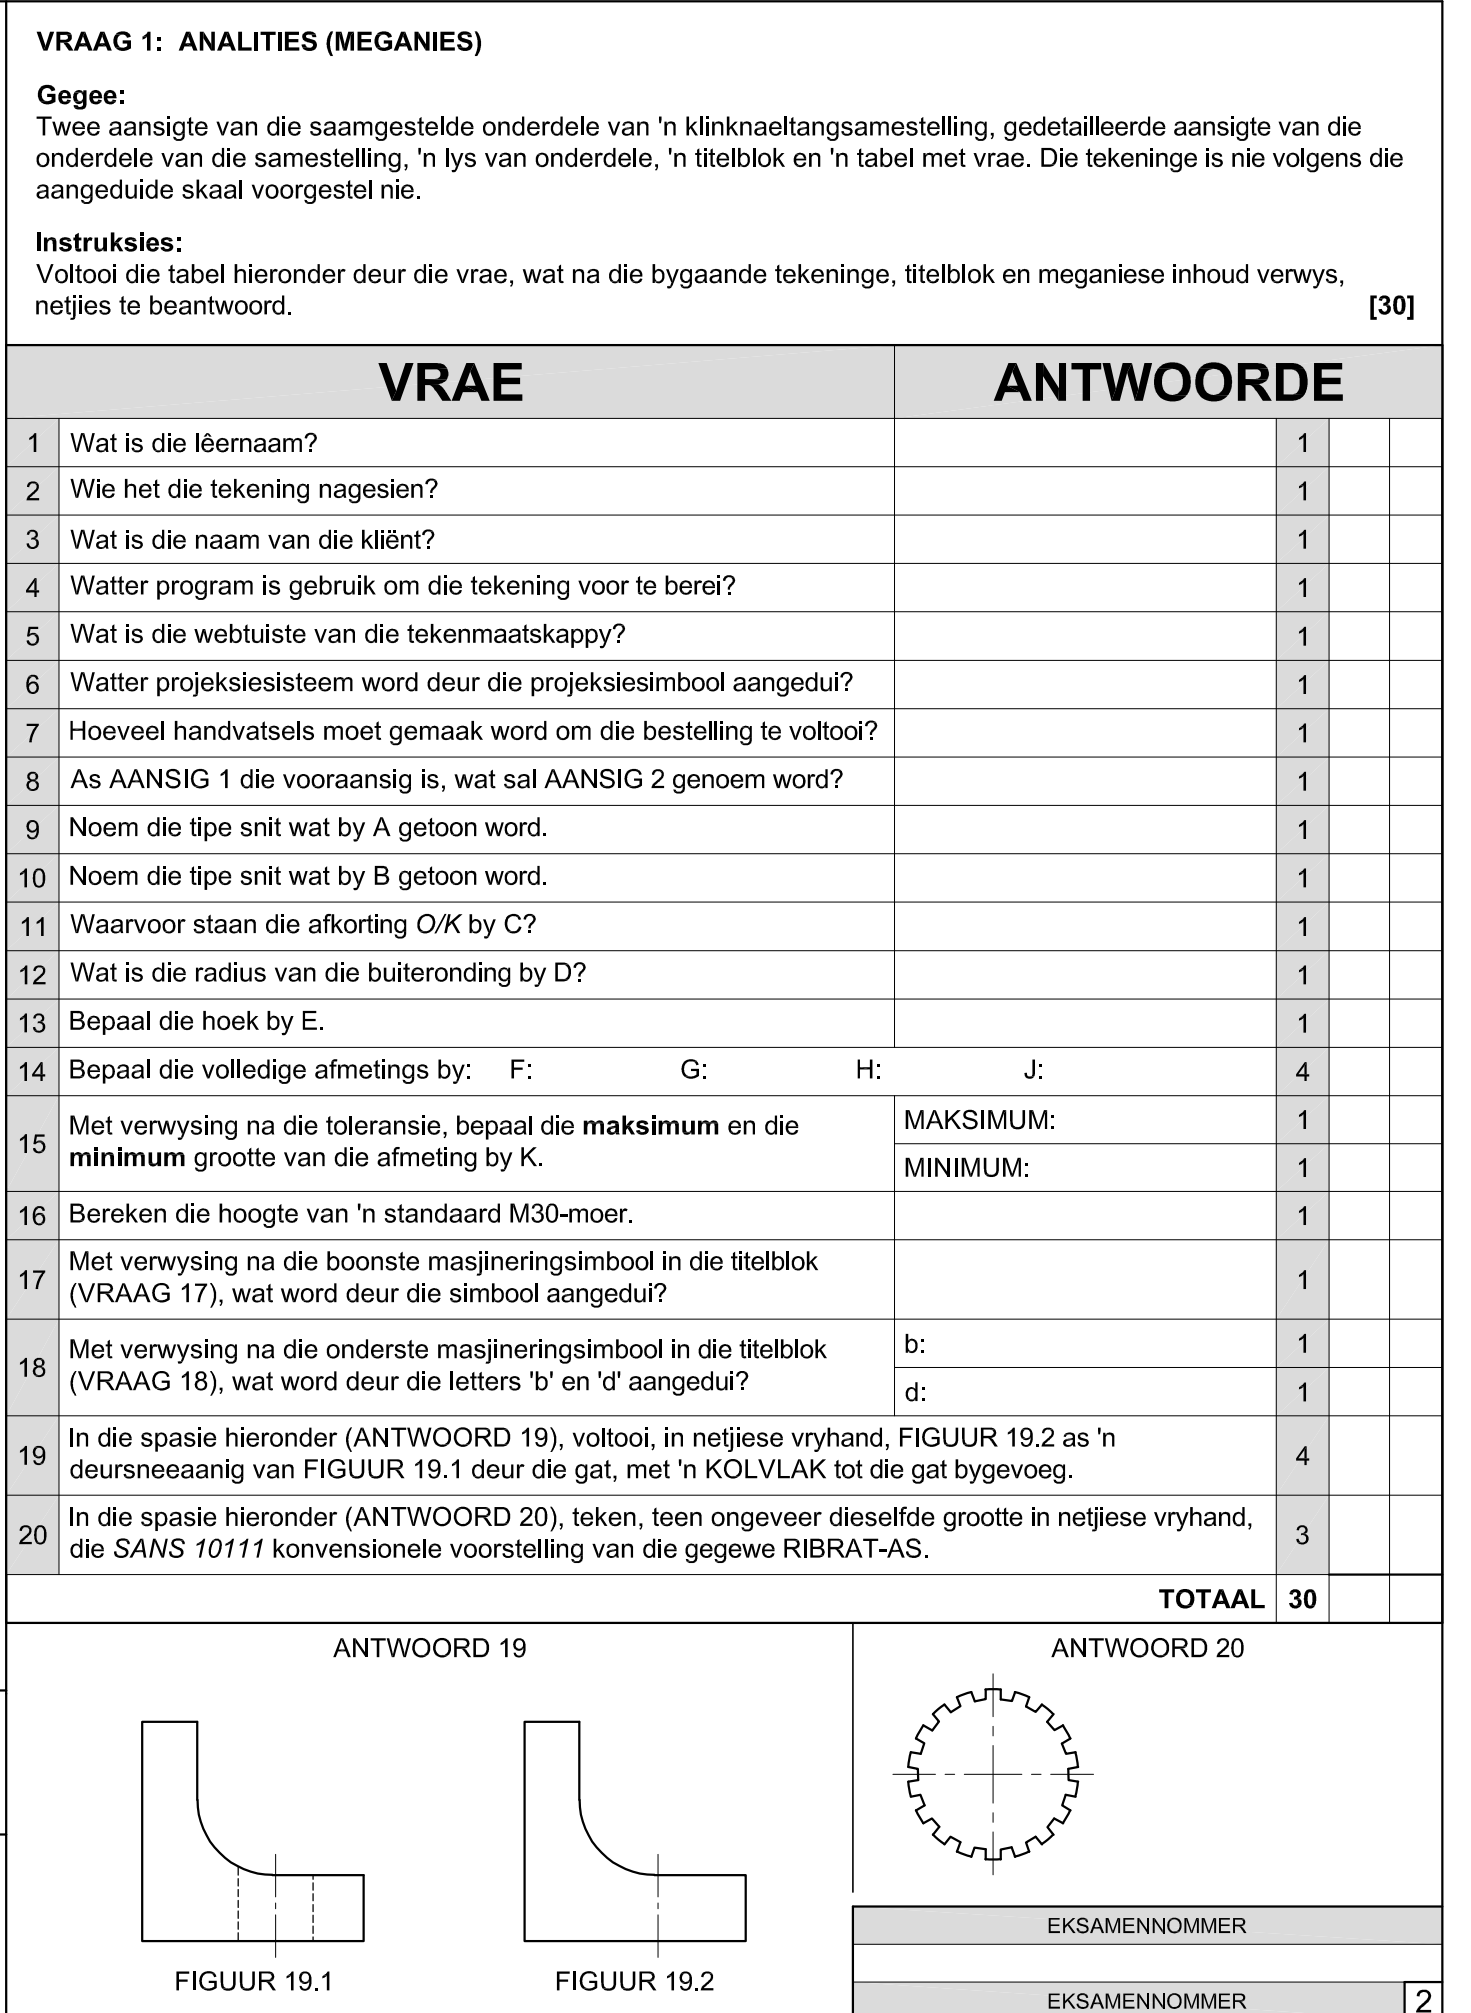 VRAAG 1: ANALITIES (MEGANIES)
Gegee:
Twee aansigte van die saamgestelde onderdele van 'n klinknaeltangsamestelling, gedetailleerde aansigte van die
onderdele van die samestelling, 'n lys van onderdele, 'n titelblok en 'n tabel met vrae. Die tekeninge is nie volgens die
aangeduide skaal voorgestel nie.
Instruksies:
Voltooi die tabel hieronder deur die vrae, wat na die bygaande tekeninge, titelblok en meganiese inhoud verwys,
netjies te beantwoord. [30]
VRAE ANTWOORDE
1 Wat is die lêernaam? 1
2 Wie het die tekening nagesien? 1
3 Wat is die naam van die kliënt? 1
4 Watter program is gebruik om die tekening voor te berei? 1
5 Wat is die webtuiste van die tekenmaatskappy? 1
6 Watter projeksiesisteem word deur die projeksiesimbool aangedui? 1
7 Hoeveel handvatsels moet gemaak word om die bestelling te voltooi? 1
8 As AANSIG 1 die vooraansig is, wat sal AANSIG 2 genoem word? 1
9 Noem die tipe snit wat by A getoon word. 1
10 Noem die tipe snit wat by B getoon word. 1
11 Waarvoor staan die afkorting O/K by C? 1
12 Wat is die radius van die buiteronding by D? 1
13 Bepaal die hoek by E. 1
14 Bepaal die volledige afmetings by: F: G: H: J: 4
15 Met verwysing na die toleransie, bepaal die maksimum en die
minimum grootte van die afmeting by K.
MAKSIMUM: 1
MINIMUM: 1
16 Bereken die hoogte van 'n standaard M30-moer. 1
17 Met verwysing na die boonste masjineringsimbool in die titelblok
(VRAAG 17), wat word deur die simbool aangedui? 1
18 Met verwysing na die onderste masjineringsimbool in die titelblok
(VRAAG 18), wat word deur die letters 'b' en 'd' aangedui?
b: 1
d: 1
19 In die spasie hieronder (ANTWOORD 19), voltooi, in netjiese vryhand, FIGUUR 19.2 as 'n
deursneeaanig van FIGUUR 19.1 deur die gat, met 'n KOLVLAK tot die gat bygevoeg. 4
20 In die spasie hieronder (ANTWOORD 20), teken, teen ongeveer dieselfde grootte in netjiese vryhand,
die SANS 10111 konvensionele voorstelling van die gegewe RIBRAT-AS. 3
TOTAAL 30
ANTWOORD 19
FIGUUR 19.1
FIGUUR 19.2
ANTWOORD 20
EKSAMENNOMMER
EKSAMENNOMMER
2